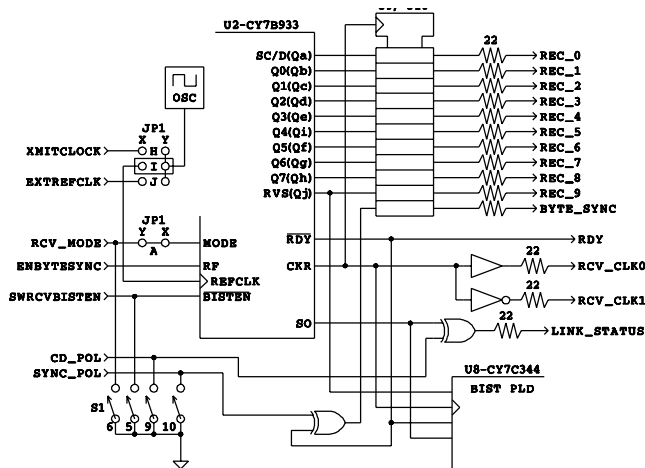 U2-CY7B933
22
SC/D(Qa)
REC_0
Q0(Qb)
REC_1
Q1(Qc)
REC_2
Q2(Qd)
REC_3
Q3(Qe)
REC_4
Q4(Qi)
REC_5
Q5(Qf)
REC_6
Q6(Qg)
REC_7
Q7(Qh)
REC_8
RVS(Qj)
REC_9
BYTE_SYNC
OSC
JP1
X Y
XMITCLOCK
H
I
EXTREFCLK
J
JP1
Y X
RCV_MODE
A
MODE
RDY
RDY
ENBYTESYNC
RF
CKR
22
RCV_CLK0
REFCLK
SWRCVBISTEN
BISTEN
22
RCV_CLK1
SO
22
LINK_STATUS
CD_POL
SYNC_POL
U8-CY7C344
BIST PLD
S1
6 5 9 10